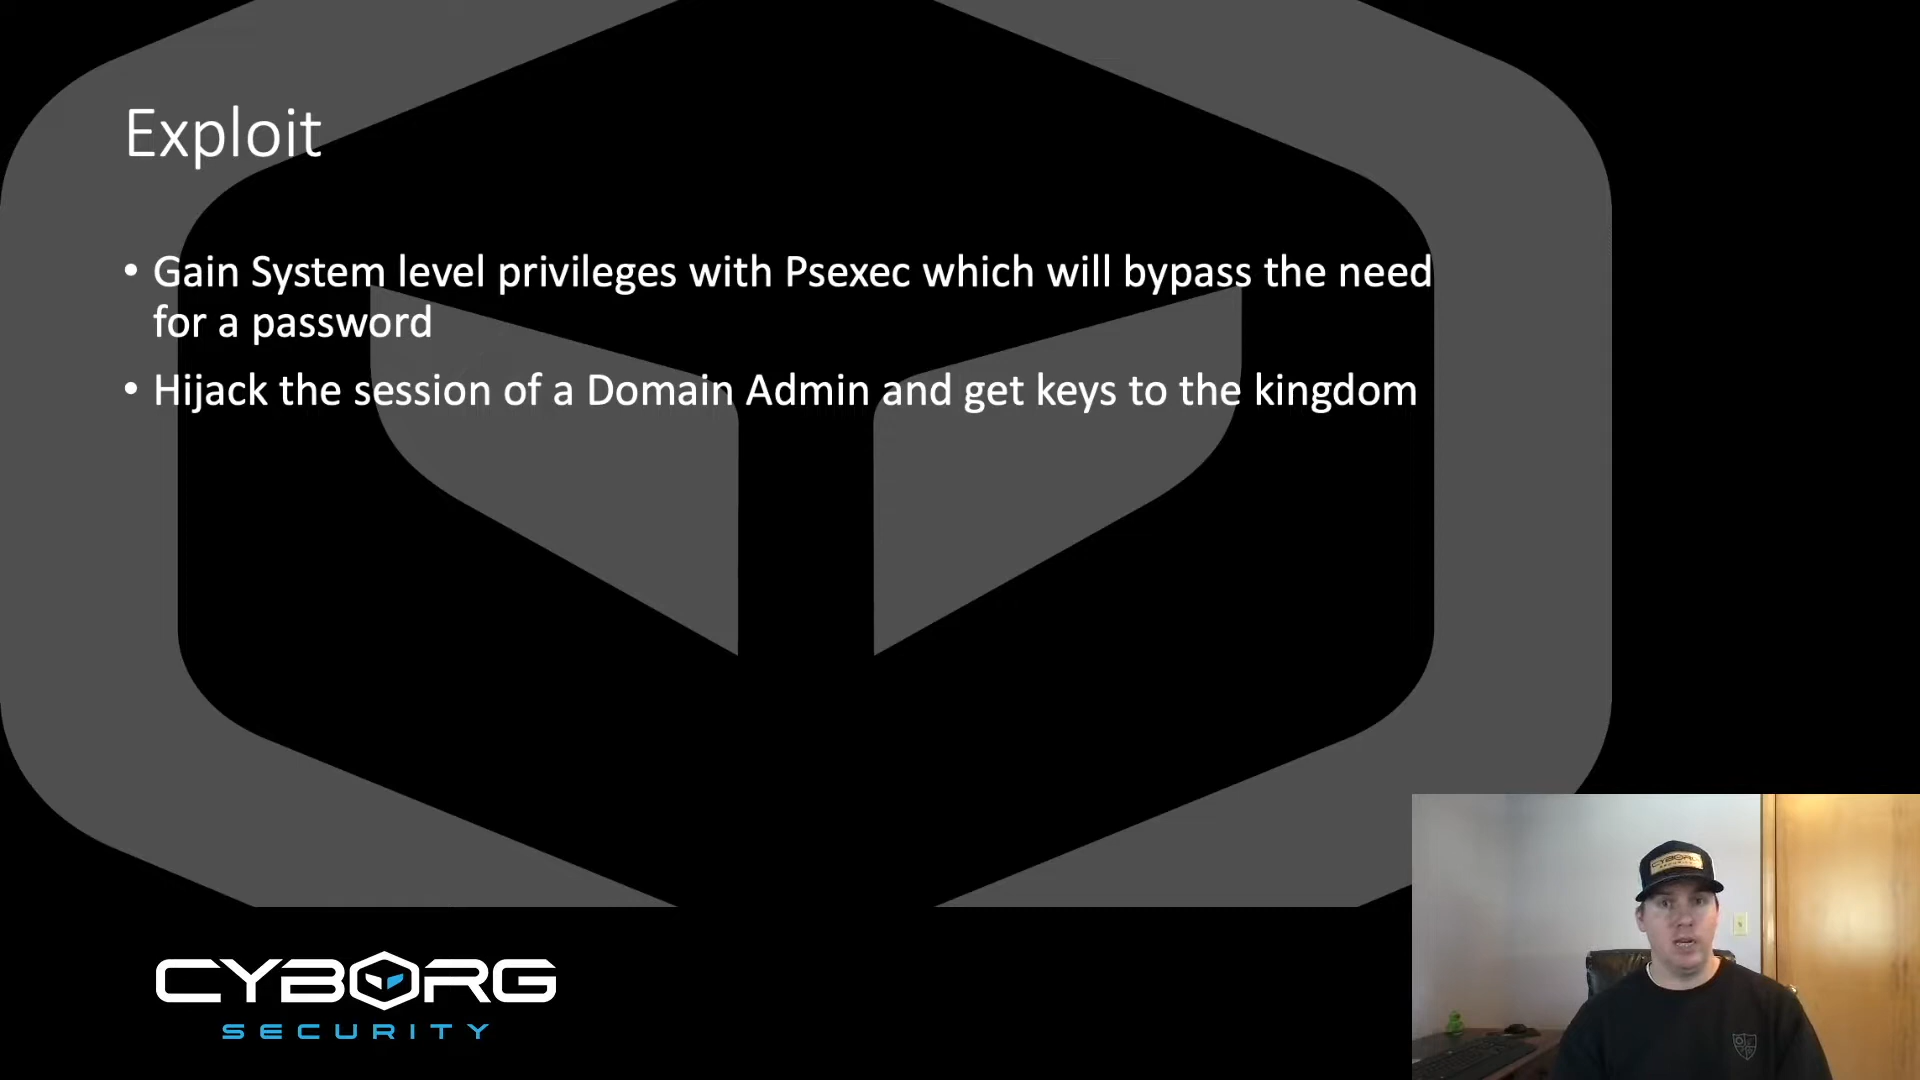 Exploit
• Gain System level privileges with Psexec which will bypass the need
for a password
• Hijack the session of a Domain Admin and get keys to the kingdom
CYBORG
SECURITY
CYBORG